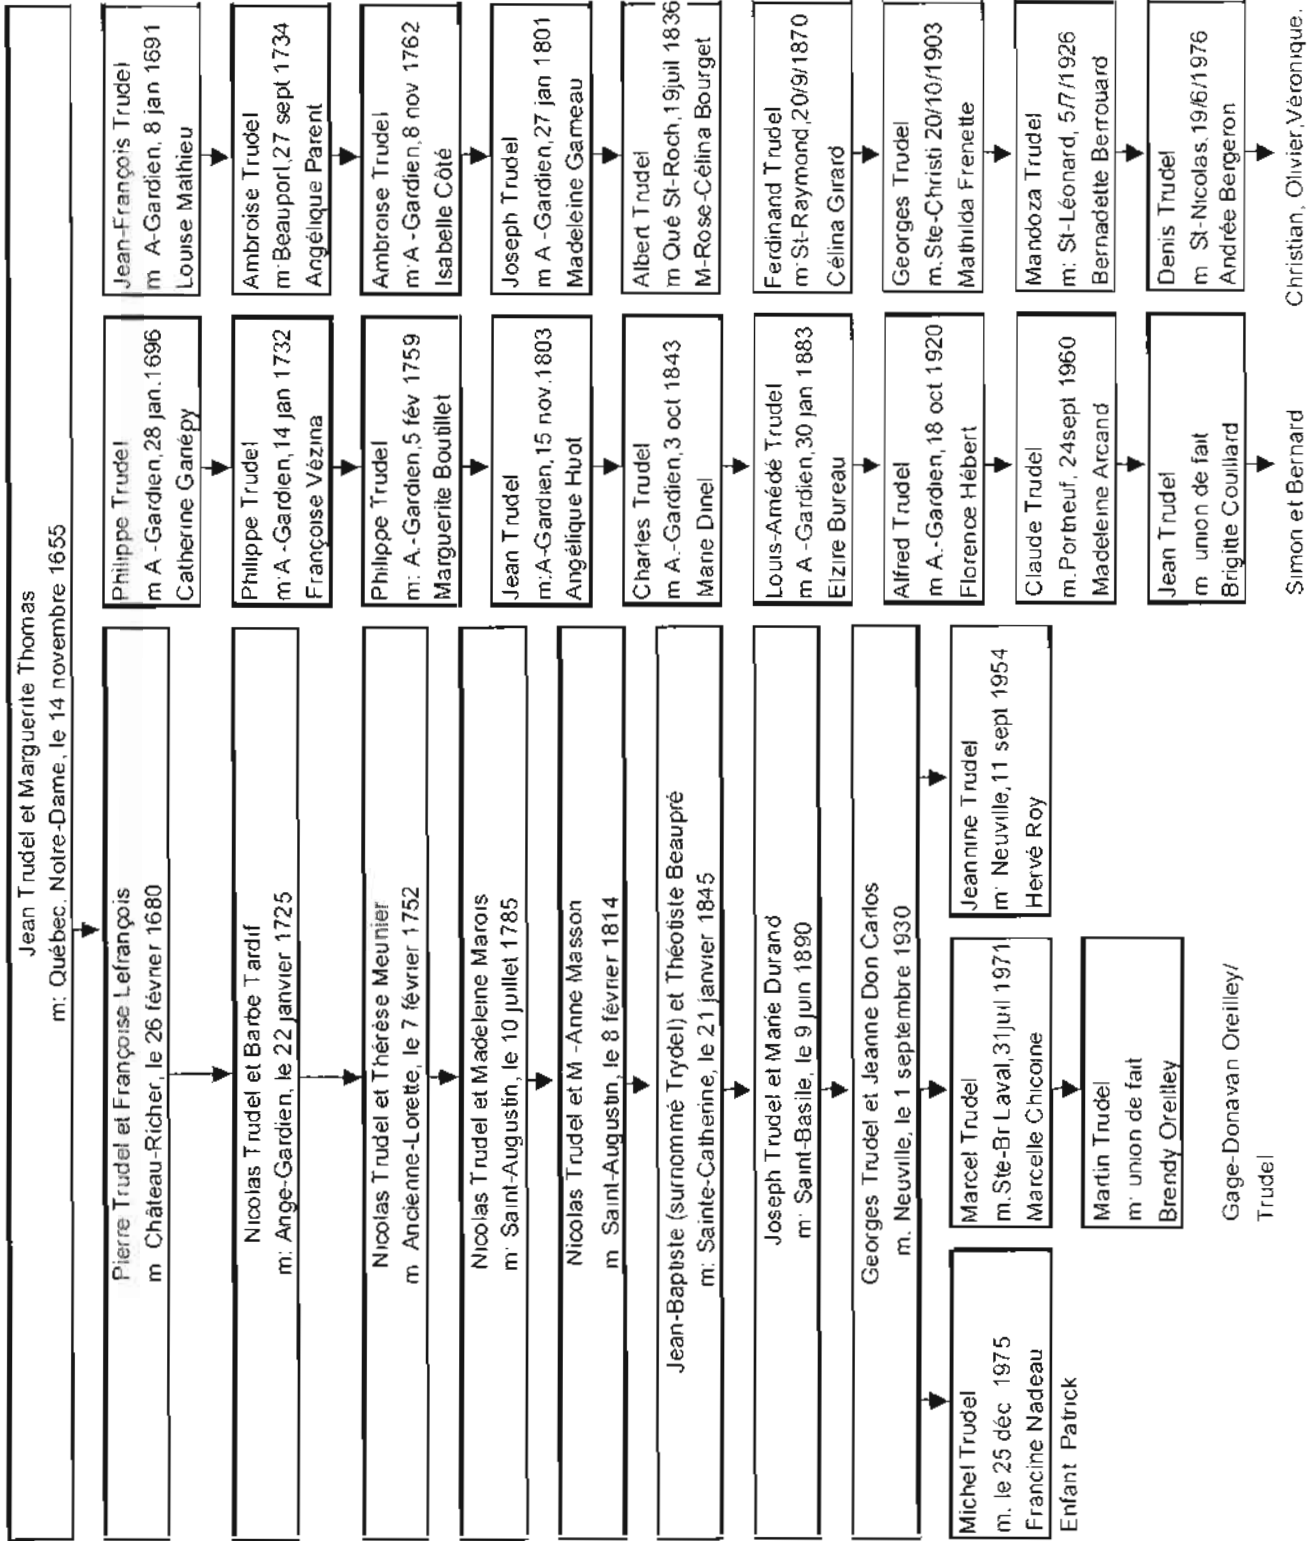 Jean Trudel et Marguerite Thomas
m: Québec, Notre-Dame, le 14 novembre 1655
Pierre Trudel et Françoise Lefrançois
m Château-Richer, le 26 février 1680
Nicolas Trudel et Barbe Tardif
m: Ange-Gardien, le 22 janvier 1725
Nicolas Trudel et Thérèse Meunier
m Ancienne-Lorette, le 7 février 1752
Nicolas Trudel et Madeleine Marois
m: Saint-Augustin, le 10 juillet 1785
Nicolas Trudel et M -Anne Masson
m Saint-Augustin, le 8 février 1814
Jean-Baptiste (surnommé Trydel) et Théotiste Beaupré
m: Sainte-Catherine, le 21 janvier 1845
Joseph Trudel et Marie Durand
m: Saint-Basile, le 9 juin 1890
Georges Trudel et Jeanne Don Carlos
m. Neuville, le 1 septembre 1930
Michel Trudel
m. le 25 déc 1975
Francine Nadeau
Enfant Patrick
Marcel Trudel
m.Ste-Br Laval,31juil 1971
Marcelle Chicoine
Martin Trudel
m: union de fait
Brendy Oreilley
Gage-Donavan Oreilley/
Trudel
Jeannine Trudel
m: Neuville,11 sept 1954
Hervé Roy
Philippe Trudel
m A -Gardien,28 jan.1696
Catherine Ganépy
Philippe Trudel
m: A -Gardien,14 jan 1732
Françoise Vézina
Philippe Trudel
m: A.-Gardien,5 fév 1759
Marguerite Boutillet
Jean Trudel
m:A-Gardien,15 nov.1803
Angélique Huot
Charles Trudel
m A.-Gardien,3 oct 1843
Marie Dinel
Louis-Amédé Trudel
m A -Gardien,30 jan 1883
Elzire Bureau
Alfred Trudel
m A.-Gardien,18 oct 1920
Florence Hébert
Claude Trudel
m.Portneuf, 24sept 1960
Madeleine Arcand
Jean Trudel
m union de fait
Brigitte Couillard
Simon et Bernard
Jean-François Trudel
m A-Gardien, 8 jan 1691
Louise Mathieu
Ambroise Trudel
m: Beauport,27 sept 1734
Angélique Parent
Ambroise Trudel
m: A -Gardien,8 nov 1762
Isabelle Côté
Joseph Trudel
m A -Gardien,27 jan 1801
Madeleine Gameau
Albert Trudel
m Qué St-Roch,19juil 1836
M-Rose-Célina Bourget
Ferdinand Trudel
m: St-Raymond,20/9/1870
Célina Girard
Georges Trudel
m.Ste-Christi 20/10/1903
Mathilda Frenette
Mandoza Trudel
m: St-Léonard, 5/7/1926
Bernadette Berrouard
Denis Trudel
m St-Nicolas,19/6/1976
Andrée Bergeron
Christian, Olivier,Véronique.